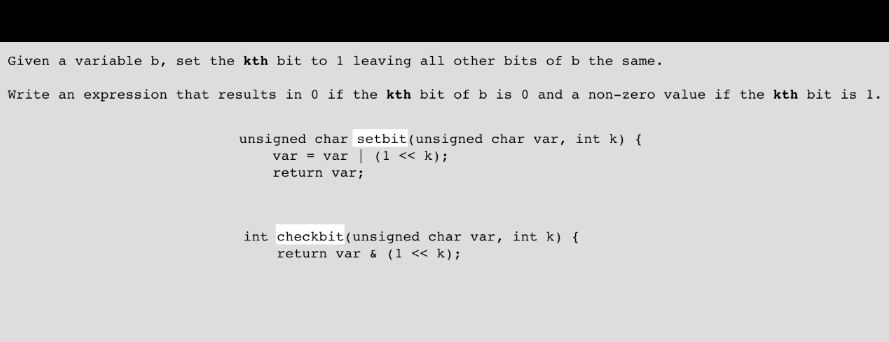 Given a variable b, set the kth bit to 1 leaving all other bits of b the same.
Write an expression that results in 0 if the kth bit of b is 0 and a non-zero value if the kth bit is 1.
unsigned char setbit(unsigned char var, int k) {
var = var | (1 << k);
return var;
int checkbit(unsigned char var, int k) {
return var & (1 << k);